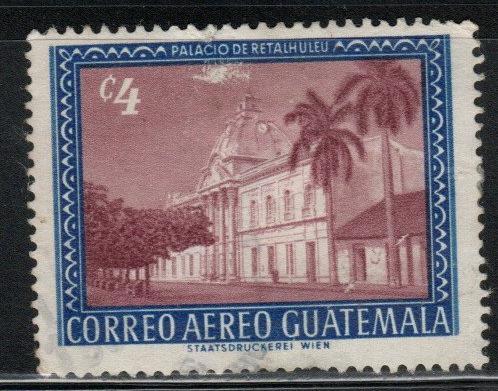 PALACIO DE RETALHULEU
¢4
CORREO AEREO GUATEMALA
STAATSDRUCKEREI WIEN